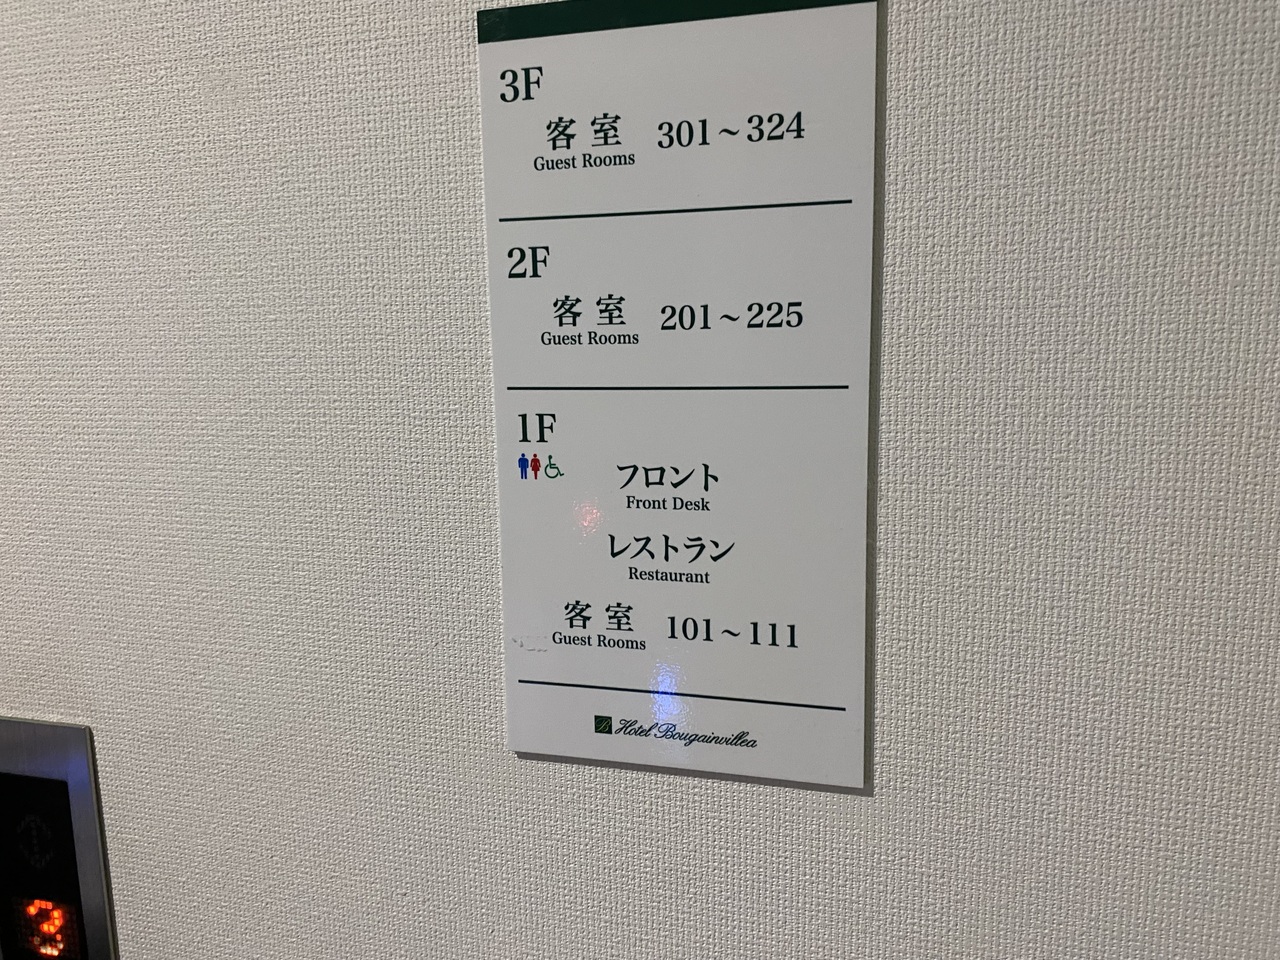 3F
客室 301～324
Guest Rooms
2F
客室 201～225
Guest Rooms
1F
フロント
Front Desk
レストラン
Restaurant
客室 101～111
Guest Rooms
B Hotel Bougainvillea
2